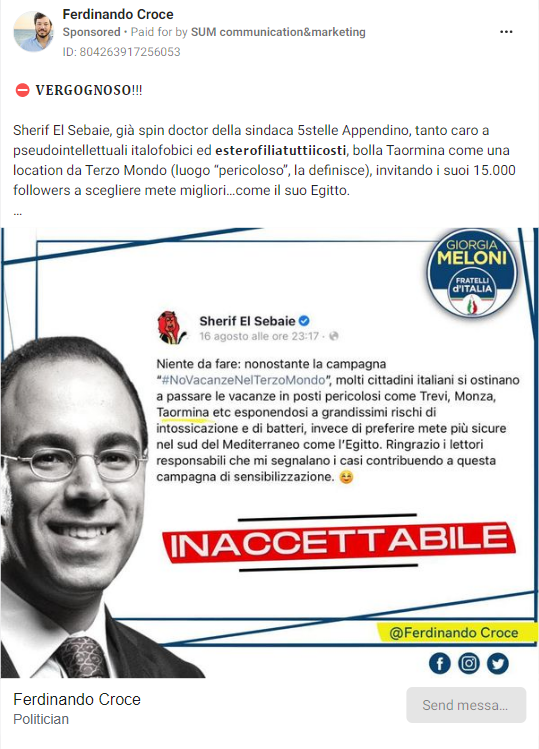 Ferdinando Croce
Sponsored • Paid for by SUM communication&marketing
ID: 804263917256053
⛔ VERGOGNOSO!!!
Sherif El Sebaie, già spin doctor della sindaca 5stelle Appendino, tanto caro a
pseudointellettuali italofobici ed esterofiliatuttiicosti, bolla Taormina come una
location da Terzo Mondo (luogo “pericoloso”, la definisce), invitando i suoi 15.000
followers a scegliere mete migliori…come il suo Egitto.
...
GIORGIA
MELONI
FRATELLI
d'ITALIA
Sherif El Sebaie
16 agosto alle ore 23:17 ·
Niente da fare: nonostante la campagna
“#NoVacanzeNelTerzoMondo”, molti cittadini italiani si ostinano
a passare le vacanze in posti pericolosi come Trevi, Monza,
Taormina etc esponendosi a grandissimi rischi di
intossicazione e di batteri, invece di preferire mete più sicure
nel sud del Mediterraneo come l’Egitto. Ringrazio i lettori
responsabili che mi segnalano i casi contribuendo a questa
campagna di sensibilizzazione. 😉
INACCETTABILE
@Ferdinando Croce
Ferdinando Croce
Politician
Send messa...